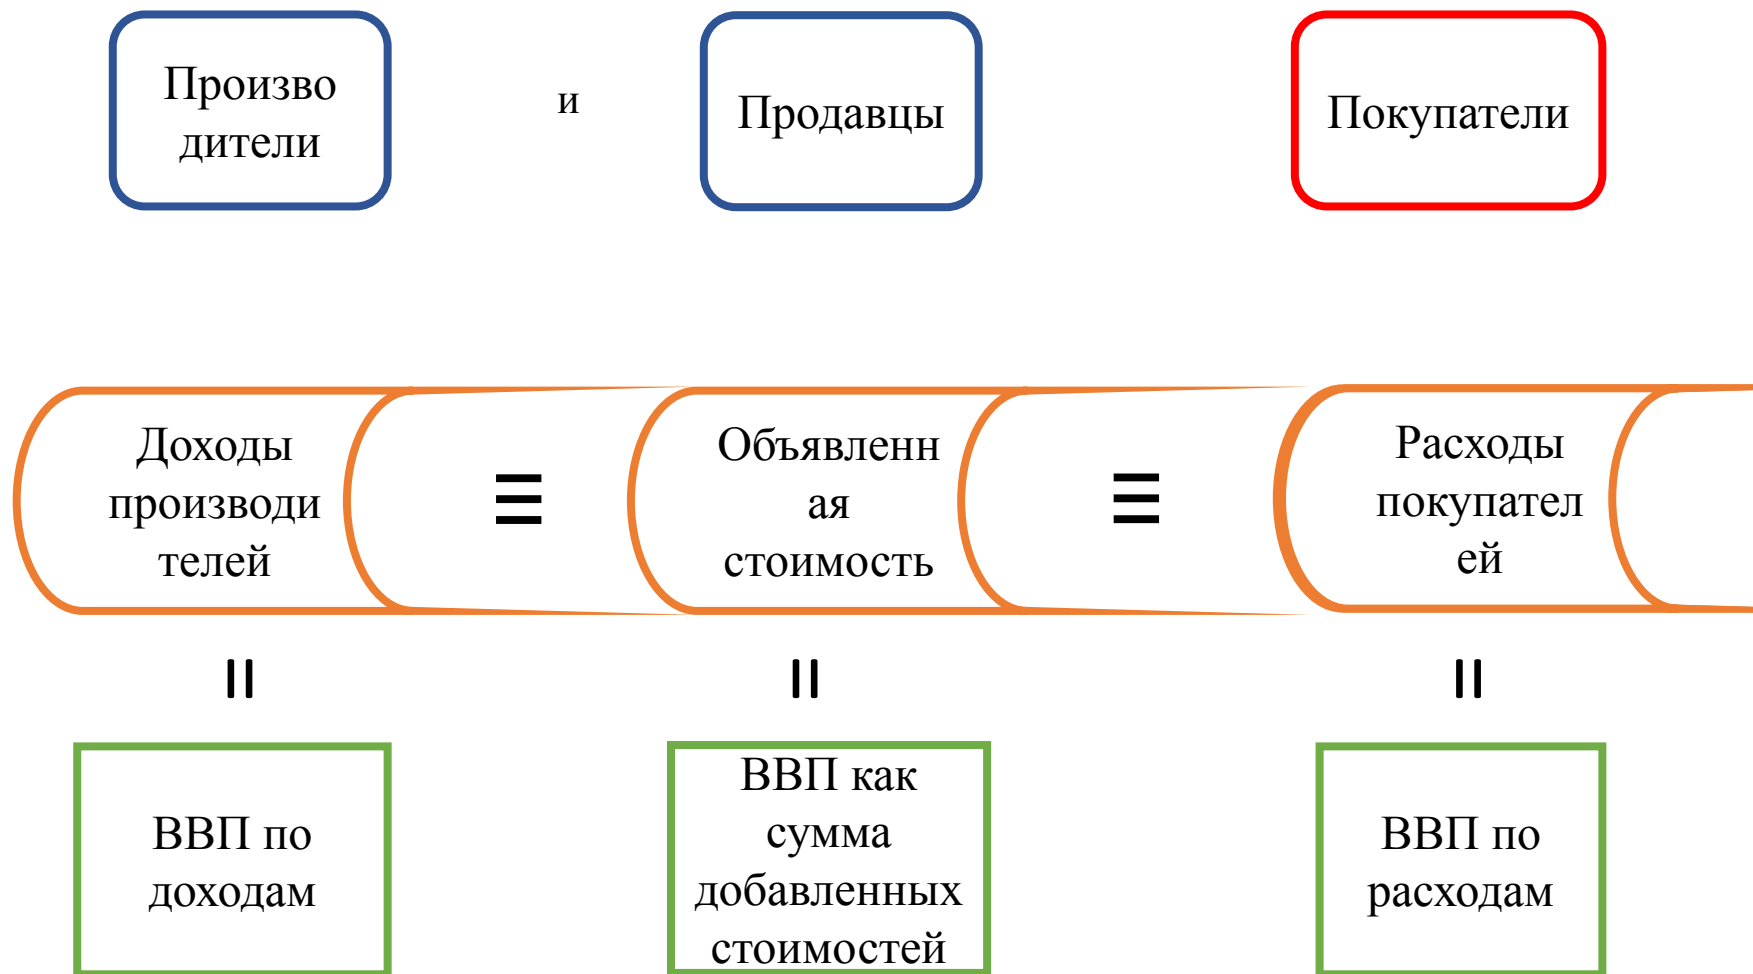 Произво
дители
и
Продавцы
Покупатели
Доходы
производи
телей
≡
Объявленн
ая
стоимость
≡
Расходы
покупател
ей
=
=
=
ВВП по
доходам
ВВП как
сумма
добавленных
стоимостей
ВВП по
расходам